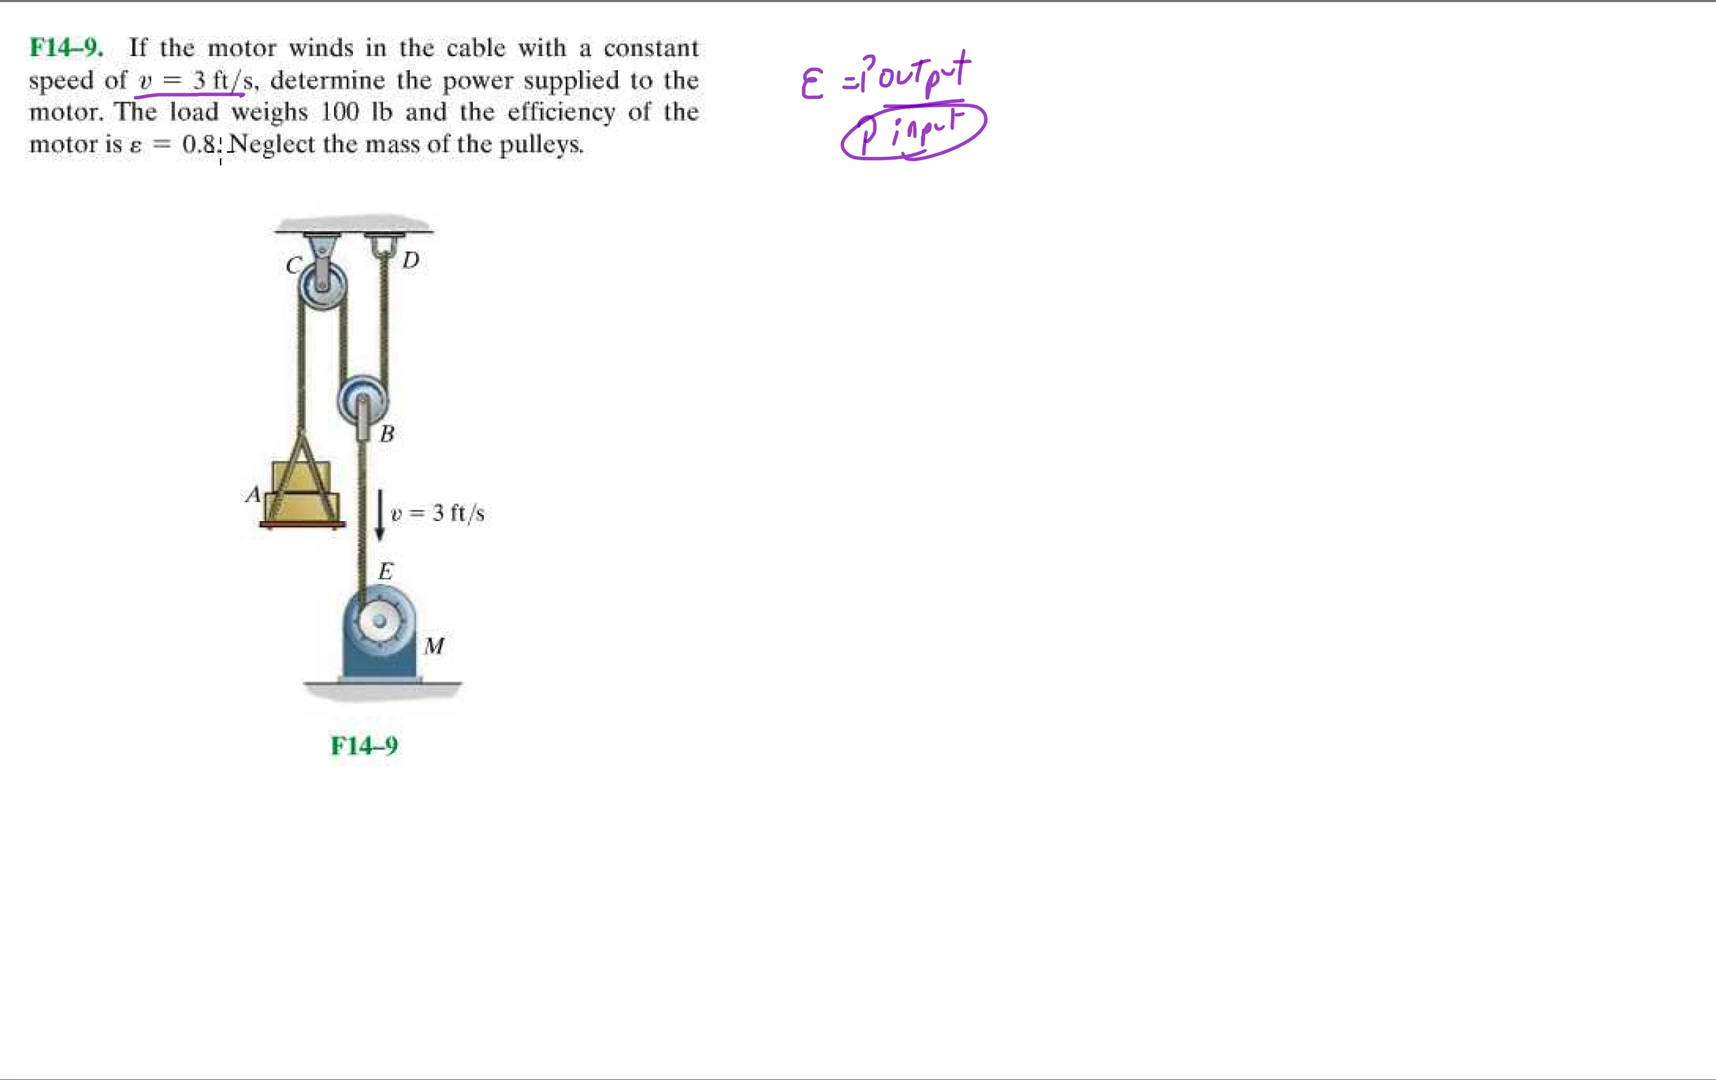 F14–9. If the motor winds in the cable with a constant
speed of v = 3 ft/s, determine the power supplied to the
motor. The load weighs 100 lb and the efficiency of the
motor is ε = 0.8. Neglect the mass of the pulleys.
ε = P output
P input
C
D
B
A
v = 3 ft/s
E
M
F14–9